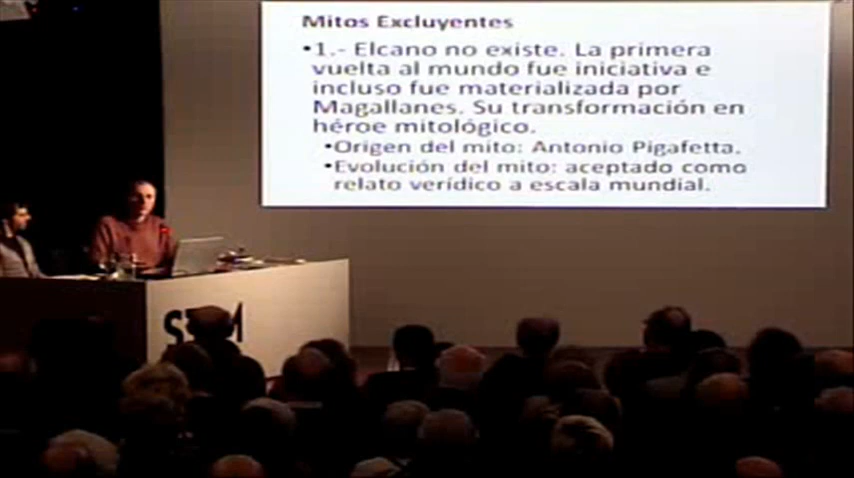 Mitos Excluyentes
•1.- Elcano no existe. La primera
vuelta al mundo fue iniciativa e
incluso fue materializada por
Magallanes. Su transformación en
héroe mitológico.
•Origen del mito: Antonio Pigafetta.
•Evolución del mito: aceptado como
relato verídico a escala mundial.